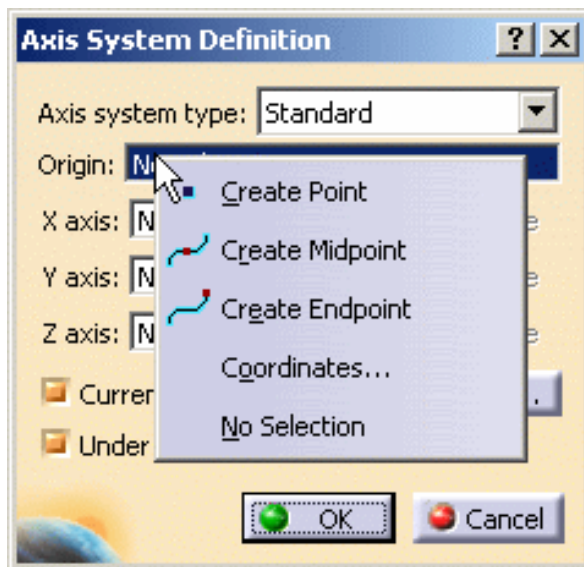 Axis System Definition
Axis system type: Standard
Origin:
Create Point
X axis: N
Create Midpoint
Y axis: N
Create Endpoint
Z axis: N
Coordinates...
Under
No Selection
OK Cancel